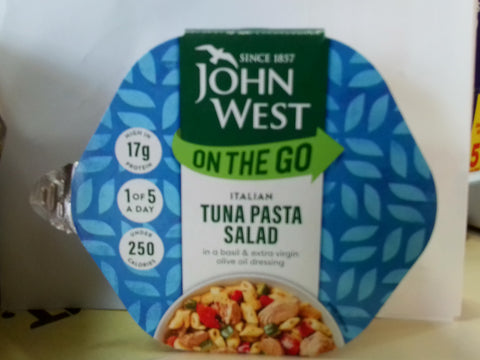 SINCE 1857
JOHN
WEST
ON THE GO
HIGH IN
17g
PROTEIN
1 OF 5
A DAY
UNDER
250
CALORIES
ITALIAN
TUNA PASTA
SALAD
in a basil & extra virgin
olive oil dressing
5